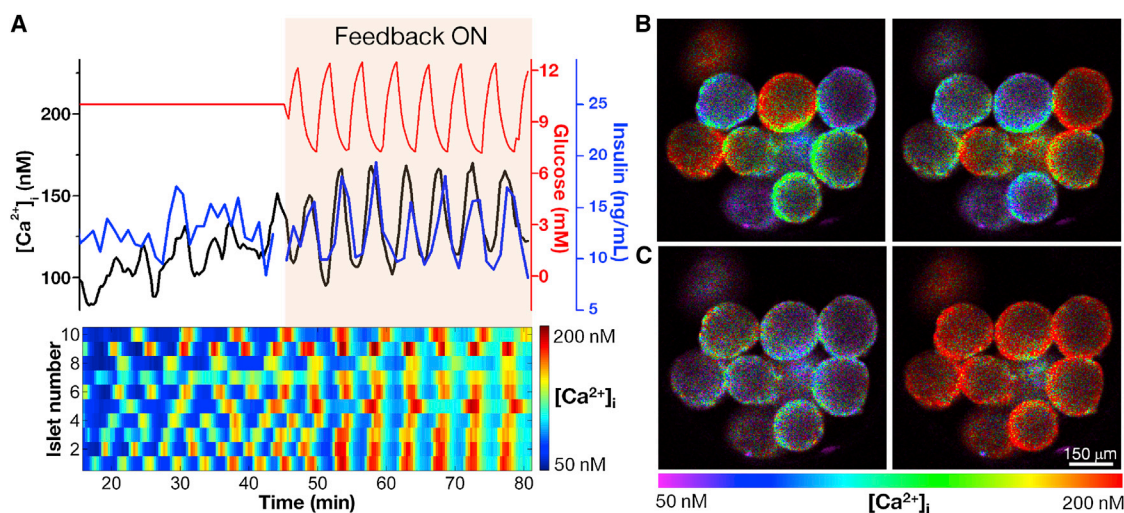 A
Feedback ON
200
150
100
[Ca²⁺]ᵢ (nM)
12
9
6
3
0
Glucose (mM)
25
20
15
10
5
Insulin (ng/mL)
10
8
6
4
2
Islet number
20
30
40
50
60
70
80
Time (min)
200 nM
[Ca²⁺]ᵢ
50 nM
B
C
150 μm
50 nM
[Ca²⁺]ᵢ
200 nM